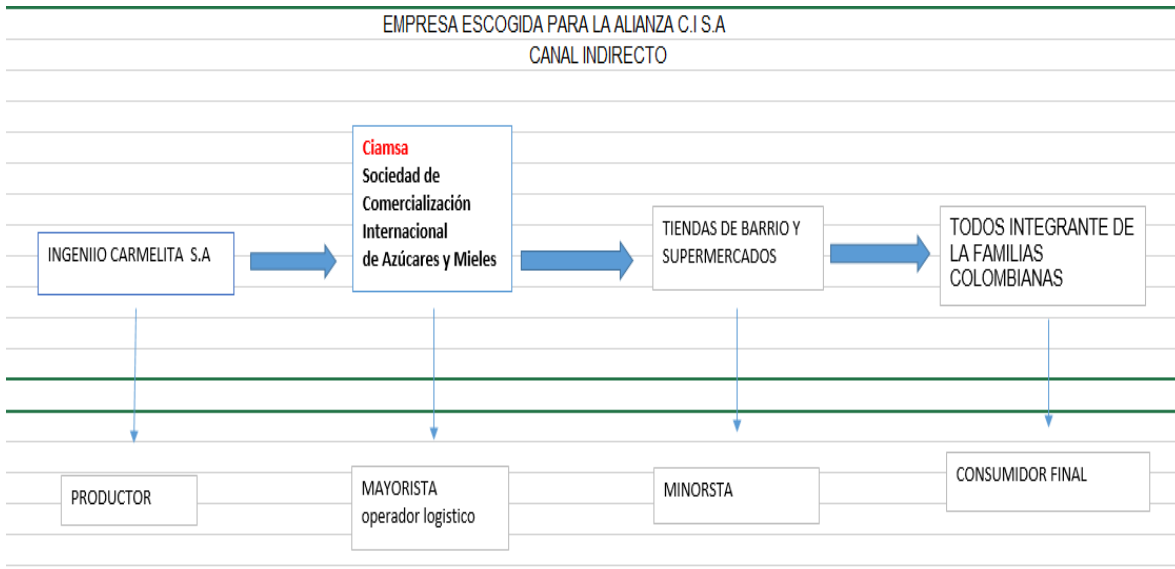 EMPRESA ESCOGIDA PARA LA ALIANZA C.I S.A
CANAL INDIRECTO
INGENIIO CARMELITA S.A
Ciamsa
Sociedad de
Comercialización
Internacional
de Azúcares y Mieles
TIENDAS DE BARRIO Y
SUPERMERCADOS
TODOS INTEGRANTE DE
LA FAMILIAS
COLOMBIANAS
PRODUCTOR
MAYORISTA
operador logistico
MINORSTA
CONSUMIDOR FINAL